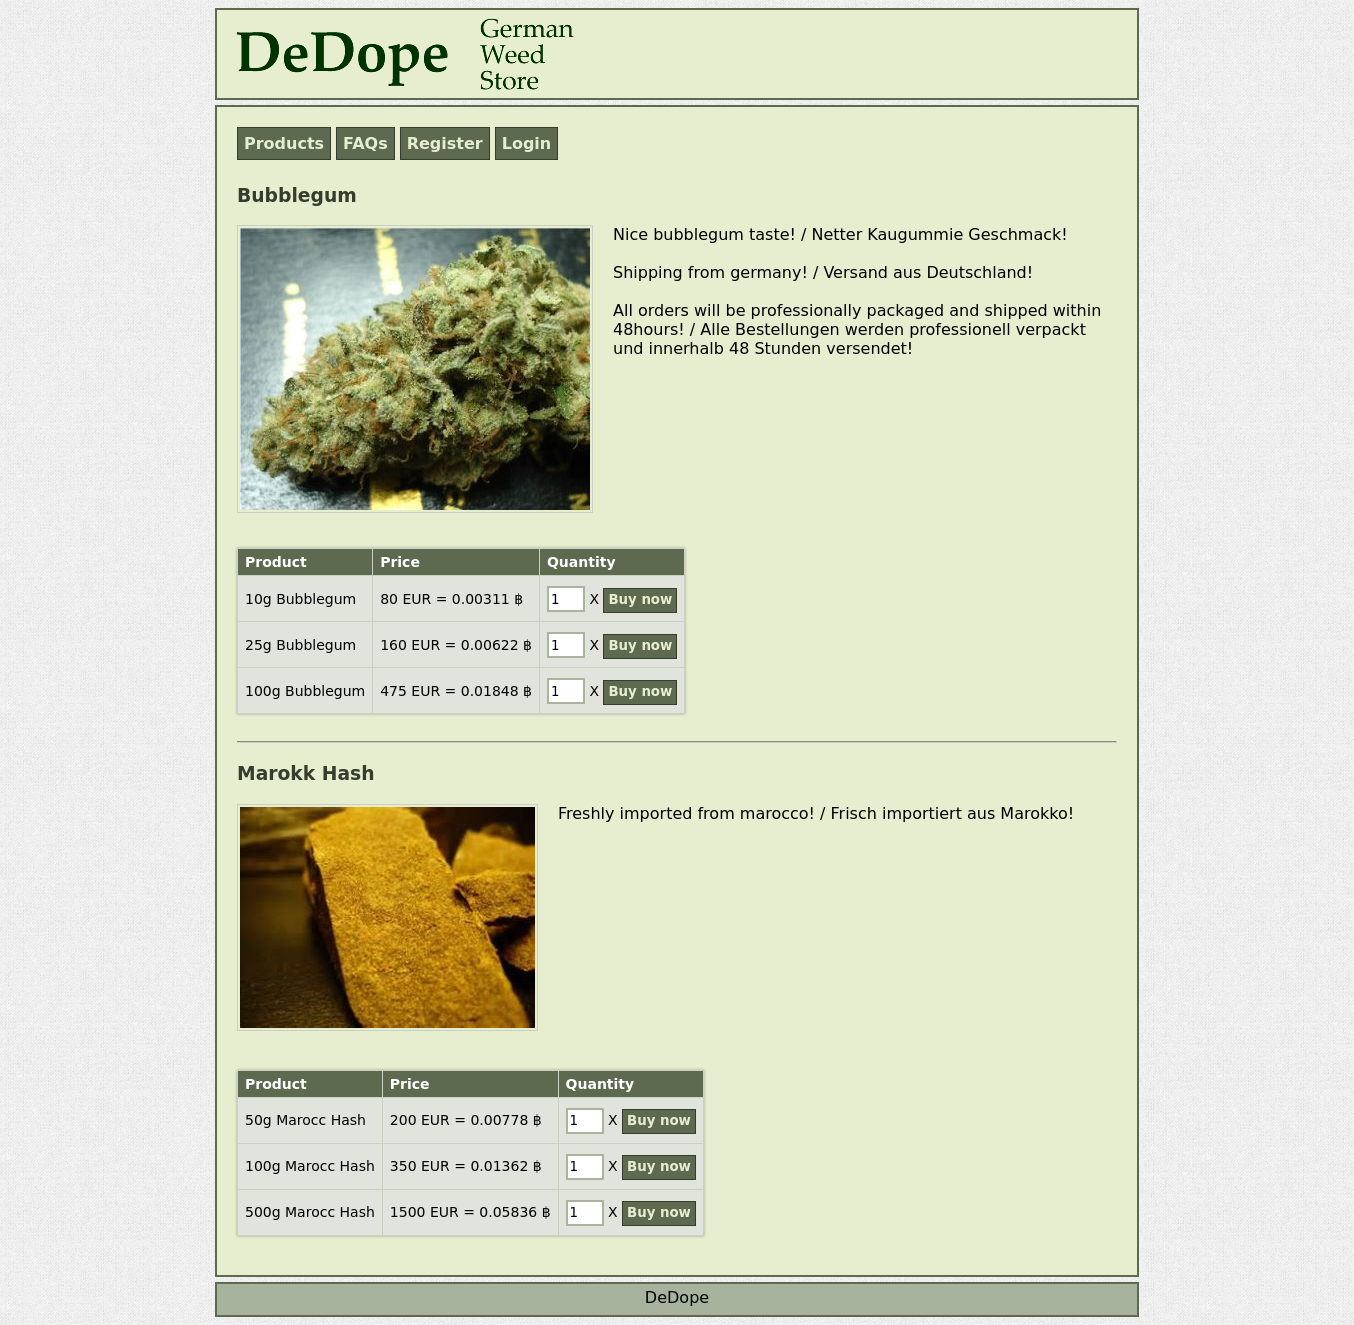 DeDope
German
Weed
Store
Products FAQs Register Login
Bubblegum
Nice bubblegum taste! / Netter Kaugummie Geschmack!
Shipping from germany! / Versand aus Deutschland!
All orders will be professionally packaged and shipped within
48hours! / Alle Bestellungen werden professionell verpackt
und innerhalb 48 Stunden versendet!
Product Price Quantity
10g Bubblegum 80 EUR = 0.00311 ฿ 1 X Buy now
25g Bubblegum 160 EUR = 0.00622 ฿ 1 X Buy now
100g Bubblegum 475 EUR = 0.01848 ฿ 1 X Buy now
Marokk Hash
Freshly imported from marocco! / Frisch importiert aus Marokko!
Product Price Quantity
50g Marocc Hash 200 EUR = 0.00778 ฿ 1 X Buy now
100g Marocc Hash 350 EUR = 0.01362 ฿ 1 X Buy now
500g Marocc Hash 1500 EUR = 0.05836 ฿ 1 X Buy now
DeDope